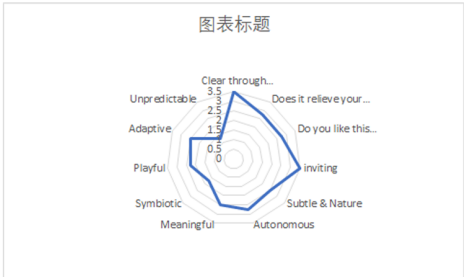 图表标题
Clear through...
Does it relieve your...
Do you like this...
inviting
Subtle & Nature
Autonomous
Meaningful
Symbiotic
Playful
Adaptive
Unpredictable
3.5
3
2.5
2
1.5
1
0.5
0